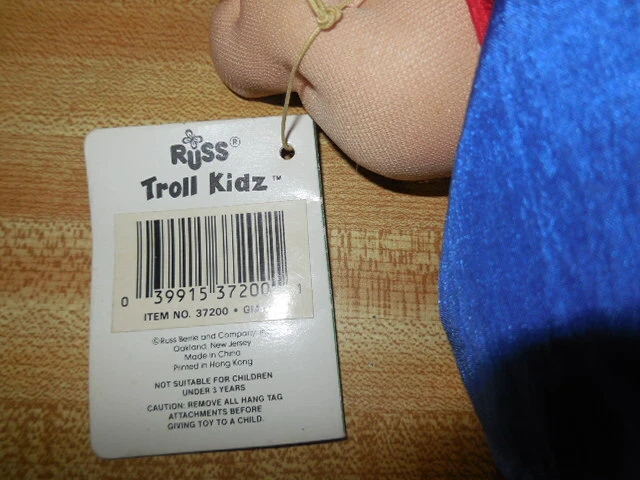 RUSS®
Troll Kidz™
0 39915 37200 1
ITEM NO. 37200 •
© Russ Berrie and Company,
Oakland, New Jersey
Made in China
Printed in Hong Kong
NOT SUITABLE FOR CHILDREN
UNDER 3 YEARS
CAUTION: REMOVE ALL HANG TAG
ATTACHMENTS BEFORE
GIVING TOY TO A CHILD.